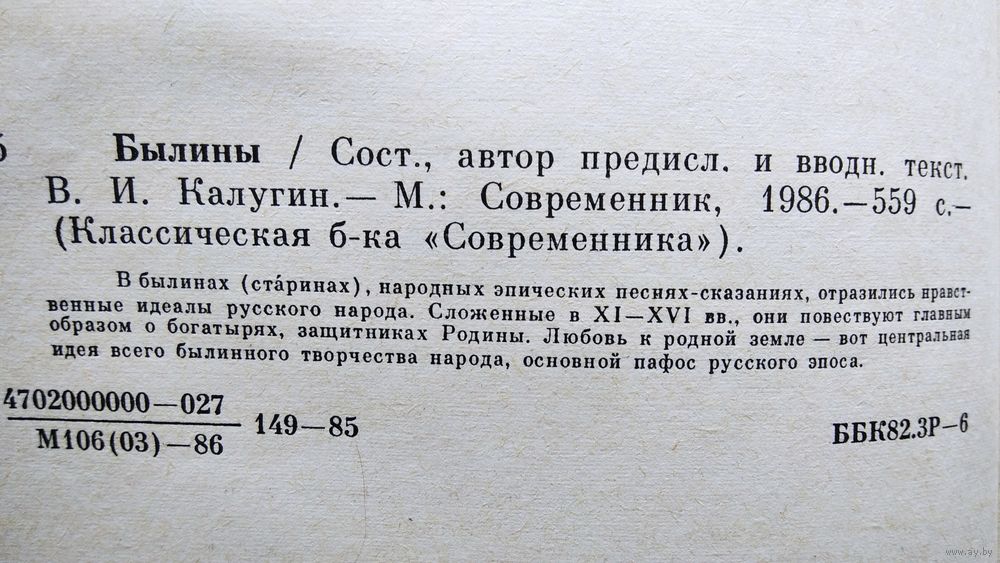 Былины / Сост., автор предисл. и вводн. текст.
В. И. Калугин.— М.: Современник, 1986.—559 с.—
(Классическая б-ка «Современника»).
В былинах (ста́ринах), народных эпических песнях-сказаниях, отразились нравст-
венные идеалы русского народа. Сложенные в XI—XVI вв., они повествуют главным
образом о богатырях, защитниках Родины. Любовь к родной земле — вот центральная
идея всего былинного творчества народа, основной пафос русского эпоса.
4702000000—027
М106(03)—86
149—85
ББК82.3Р—6
www.ay.by